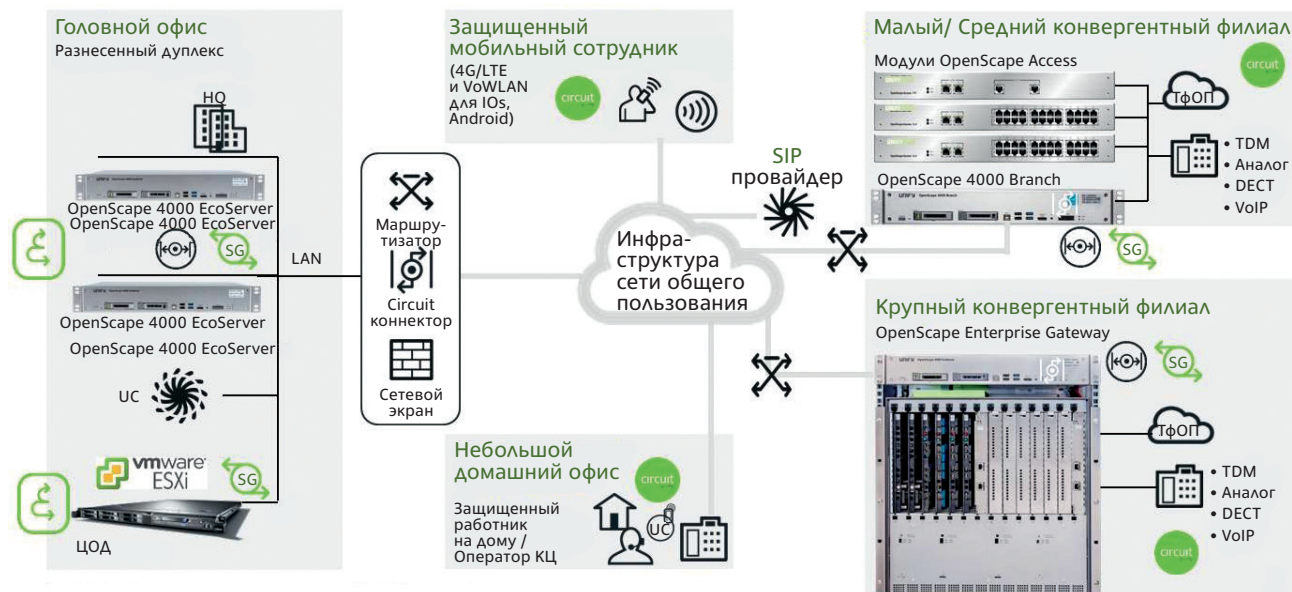 Головной офис
Разнесенный дуплекс
HQ
OpenScape 4000 EcoServer
OpenScape 4000 EcoServer
SG
LAN
OpenScape 4000 EcoServer
OpenScape 4000 EcoServer
UC
vmware
ESXi
SG
ЦОД
Маршру-
тизатор
Circuit
коннектор
Сетевой
экран
Защищенный
мобильный сотрудник
(4G/LTE
и VoWLAN
для IOs,
Android)
circuit
SIP
провайдер
Инфра-
структура
сети общего
пользования
Небольшой
домашний офис
circuit
Защищенный
работник
на дому /
Оператор КЦ
UC
Малый/ Средний конвергентный филиал
Модули OpenScape Access
circuit
ТфОП
• TDM
• Аналог
• DECT
• VoIP
OpenScape 4000 Branch
UNIFY
SG
Крупный конвергентный филиал
OpenScape Enterprise Gateway
UNIFY
SG
ТфОП
• TDM
• Аналог
• DECT
• VoIP
circuit